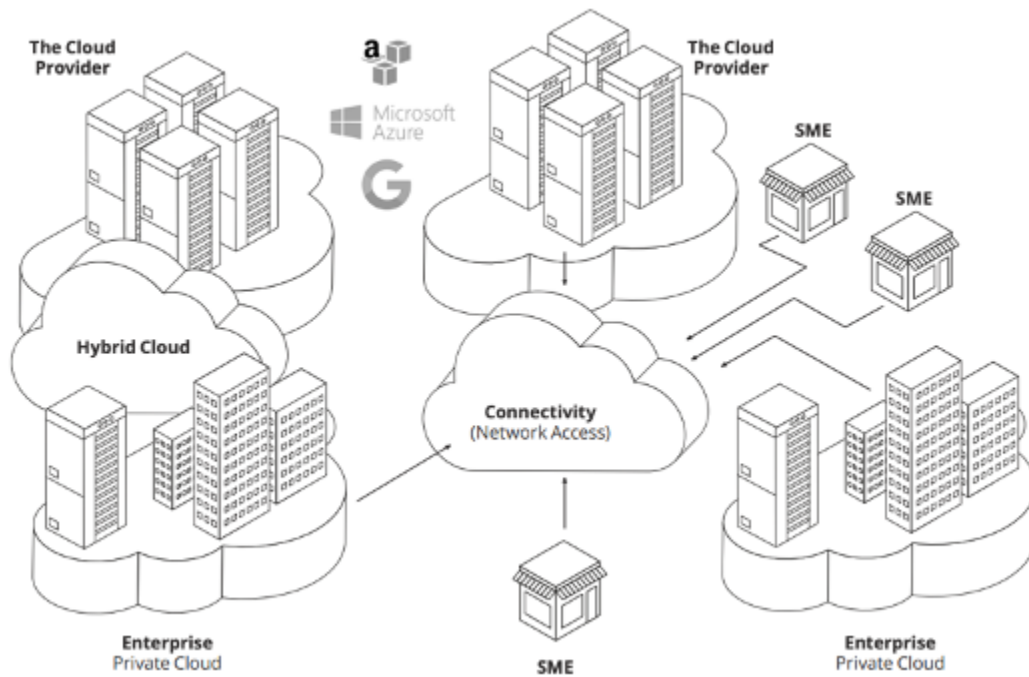 The Cloud
Provider
a
Microsoft
Azure
G
The Cloud
Provider
SME
SME
Hybrid Cloud
Connectivity
(Network Access)
Enterprise
Private Cloud
SME
Enterprise
Private Cloud